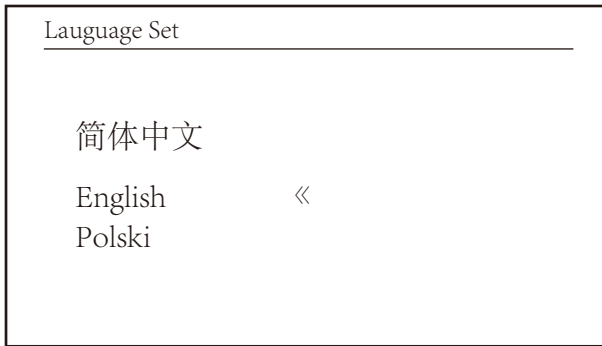 Lauguage Set
简体中文
English 《
Polski